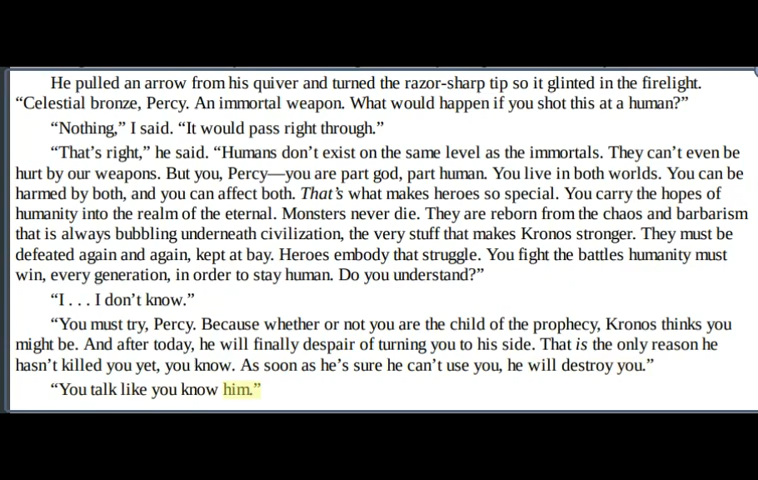 He pulled an arrow from his quiver and turned the razor-sharp tip so it glinted in the firelight.
“Celestial bronze, Percy. An immortal weapon. What would happen if you shot this at a human?”
“Nothing,” I said. “It would pass right through.”
“That’s right,” he said. “Humans don’t exist on the same level as the immortals. They can’t even be
hurt by our weapons. But you, Percy—you are part god, part human. You live in both worlds. You can be
harmed by both, and you can affect both. That’s what makes heroes so special. You carry the hopes of
humanity into the realm of the eternal. Monsters never die. They are reborn from the chaos and barbarism
that is always bubbling underneath civilization, the very stuff that makes Kronos stronger. They must be
defeated again and again, kept at bay. Heroes embody that struggle. You fight the battles humanity must
win, every generation, in order to stay human. Do you understand?”
“I . . . I don’t know.”
“You must try, Percy. Because whether or not you are the child of the prophecy, Kronos thinks you
might be. And after today, he will finally despair of turning you to his side. That is the only reason he
hasn’t killed you yet, you know. As soon as he’s sure he can’t use you, he will destroy you.”
“You talk like you know him.”